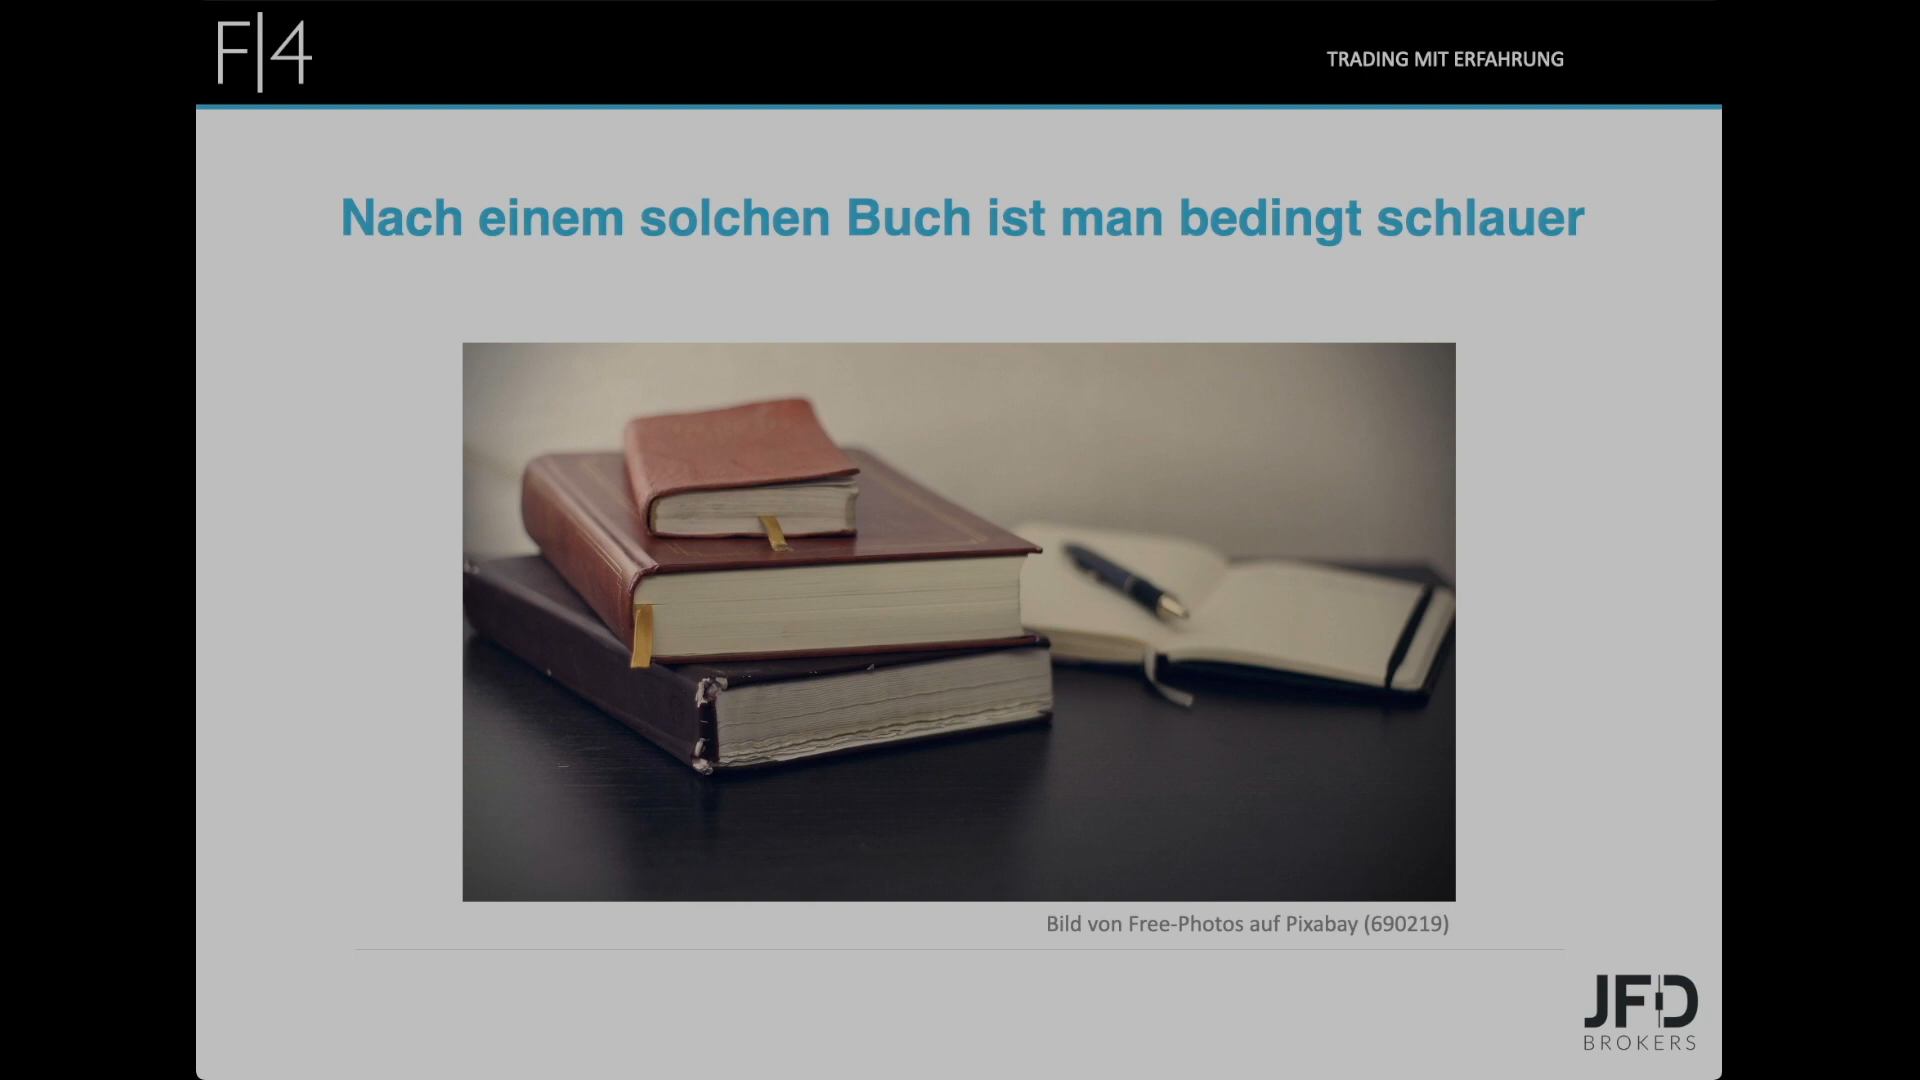 F|4
TRADING MIT ERFAHRUNG
Nach einem solchen Buch ist man bedingt schlauer
Bild von Free-Photos auf Pixabay (690219)
JFD
BROKERS